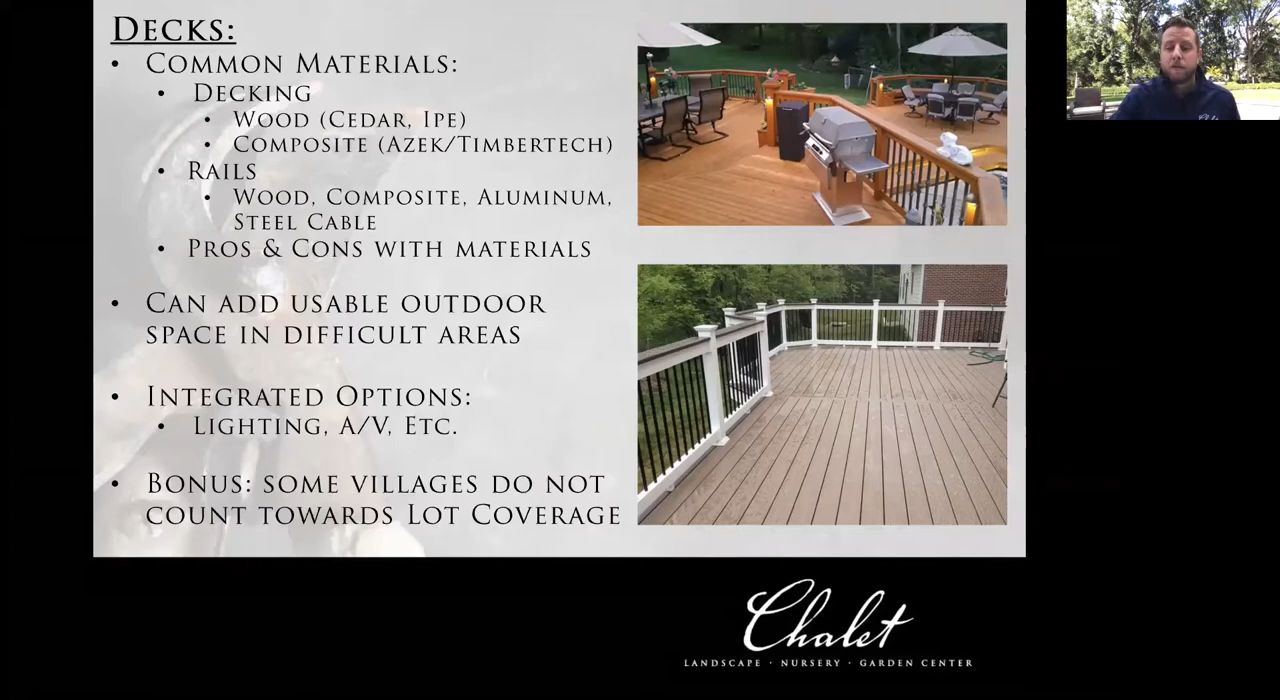 DECKS:
• COMMON MATERIALS:
• DECKING
• WOOD (CEDAR, IPE)
• COMPOSITE (AZEK/TIMBERTECH)
• RAILS
• WOOD, COMPOSITE, ALUMINUM,
STEEL CABLE
• PROS & CONS WITH MATERIALS
• CAN ADD USABLE OUTDOOR
SPACE IN DIFFICULT AREAS
• INTEGRATED OPTIONS:
• LIGHTING, A/V, ETC.
• BONUS: SOME VILLAGES DO NOT
COUNT TOWARDS LOT COVERAGE
Chalet
LANDSCAPE · NURSERY · GARDEN CENTER